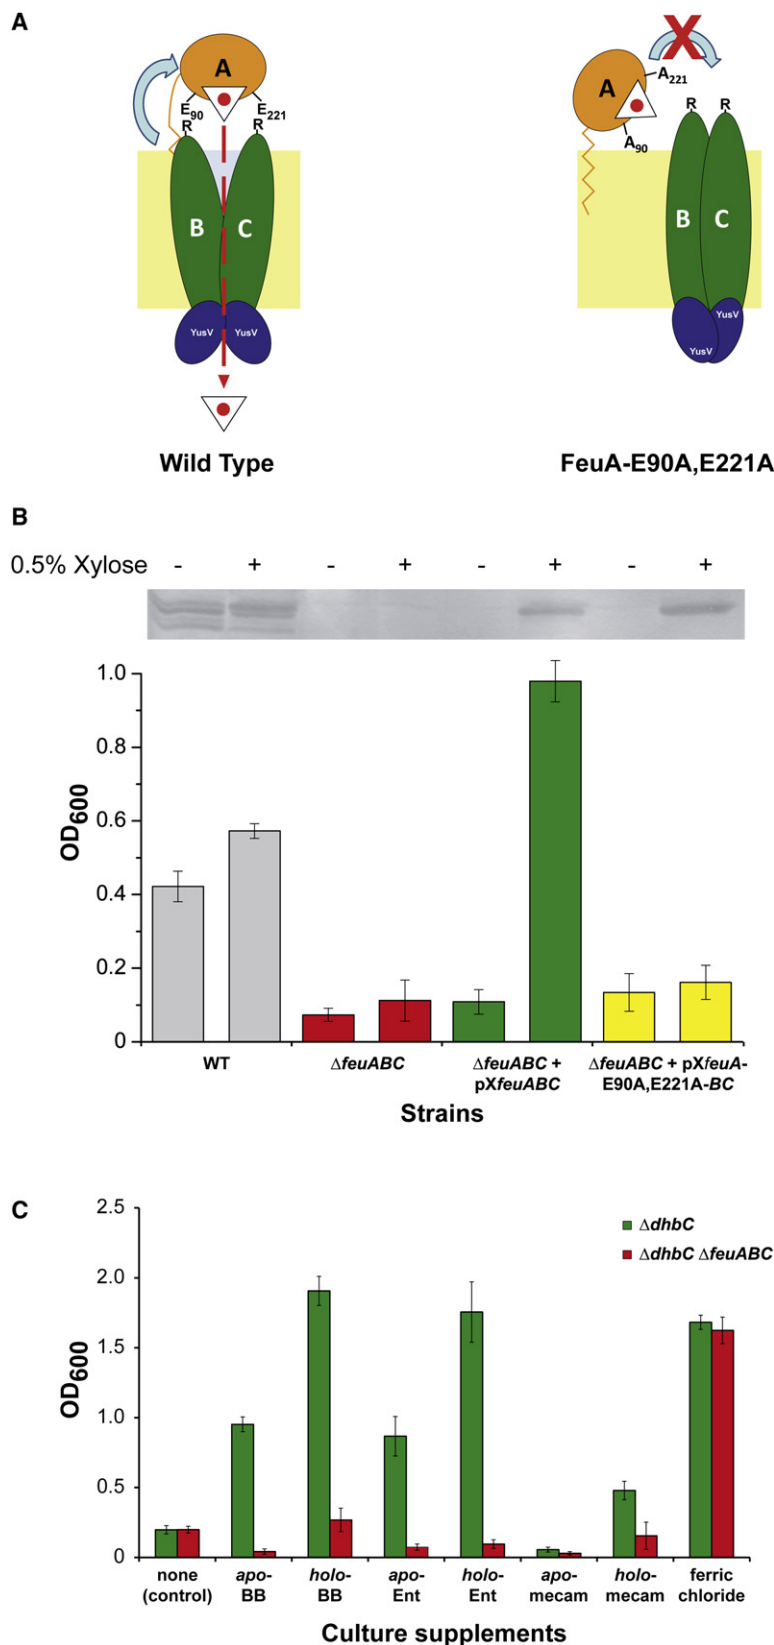 A
A
E90
E221
R
R
B
C
YusV
YusV
Wild Type
A
A221
A90
R
R
B
C
YusV
YusV
FeuA-E90A,E221A
B
0.5% Xylose - + - + - + - +
1.0
0.8
0.6
0.4
0.2
0
OD600
WT
ΔfeuABC
ΔfeuABC +
pXfeuABC
ΔfeuABC + pXfeuA-
E90A,E221A-BC
Strains
C
2.5
2.0
1.5
1.0
0.5
0
OD600
ΔdhbC
ΔdhbC ΔfeuABC
none
(control)
apo-
BB
holo-
BB
apo-
Ent
holo-
Ent
apo-
mecam
holo-
mecam
ferric
chloride
Culture supplements